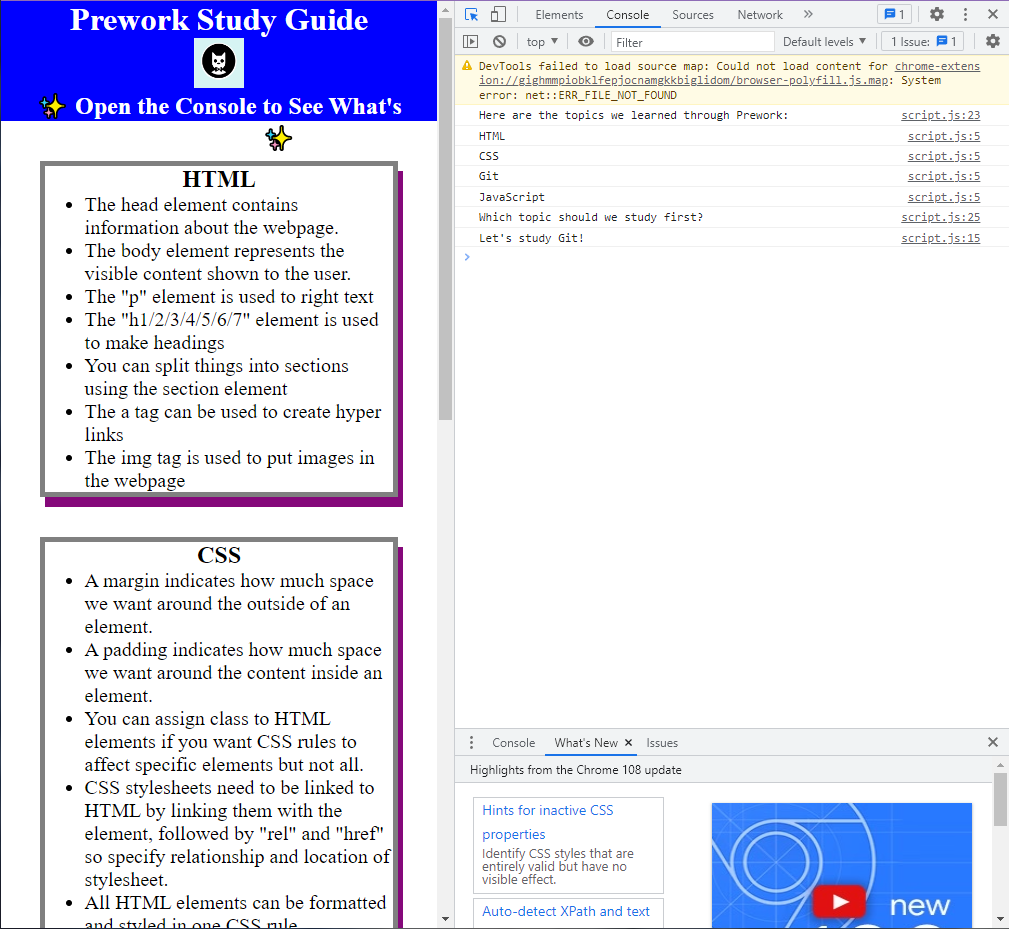 Prework Study Guide
✨ Open the Console to See What's
✨
HTML
• The head element contains
information about the webpage.
• The body element represents the
visible content shown to the user.
• The "p" element is used to right text
• The "h1/2/3/4/5/6/7" element is used
to make headings
• You can split things into sections
using the section element
• The a tag can be used to create hyper
links
• The img tag is used to put images in
the webpage
CSS
• A margin indicates how much space
we want around the outside of an
element.
• A padding indicates how much space
we want around the content inside an
element.
• You can assign class to HTML
elements if you want CSS rules to
affect specific elements but not all.
• CSS stylesheets need to be linked to
HTML by linking them with the
element, followed by "rel" and "href"
so specify relationship and location of
stylesheet.
• All HTML elements can be formatted
and styled in one CSS rule
Elements Console Sources Network » 1
top ▼ Filter Default levels ▼ 1 Issue: 1
DevTools failed to load source map: Could not load content for chrome-extens
ion://gighmmpiobklfepjocnamgkkbiglidom/browser-polyfill.js.map: System
error: net::ERR_FILE_NOT_FOUND
Here are the topics we learned through Prework: script.js:23
HTML script.js:5
CSS script.js:5
Git script.js:5
JavaScript script.js:5
Which topic should we study first? script.js:25
Let's study Git! script.js:15
Console What's New × Issues
Highlights from the Chrome 108 update
Hints for inactive CSS
properties
Identify CSS styles that are
entirely valid but have no
visible effect.
Auto-detect XPath and text
new